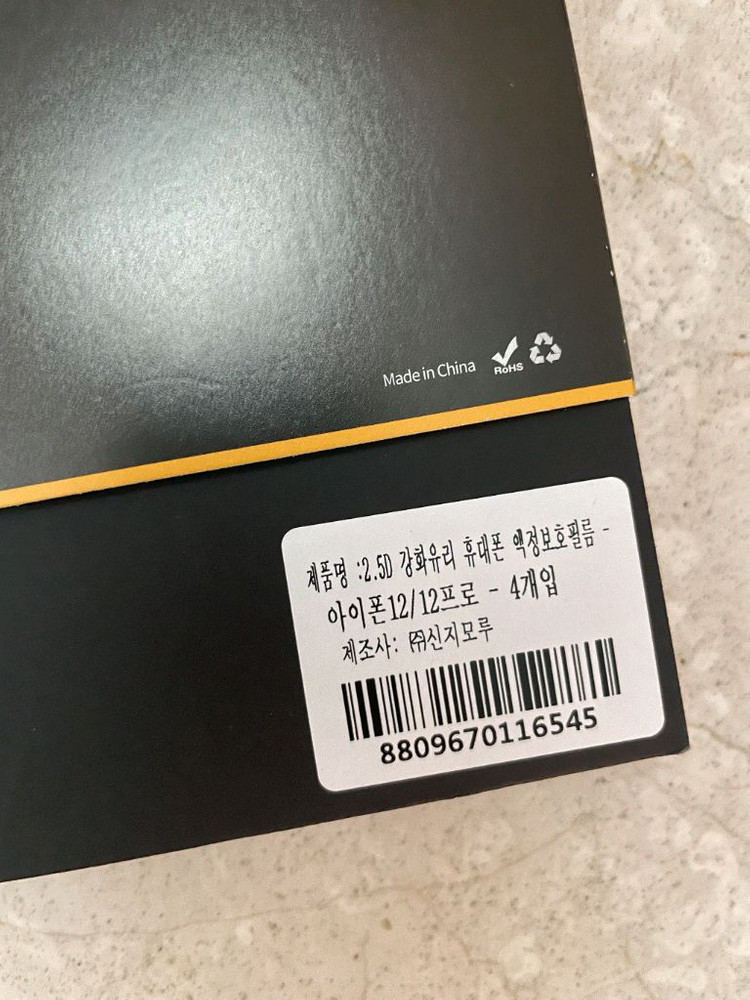 Made in China
RoHS
제품명 :2.5D 강화유리 휴대폰 액정보호필름 -
아이폰12/12프로 - 4개입
제조사: ㈜신지모루
8809670116545